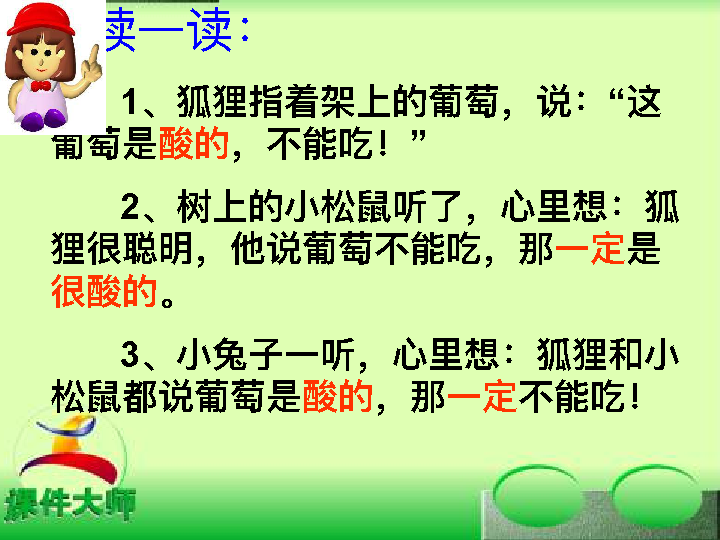 读一读：
1、狐狸指着架上的葡萄，说：“这
葡萄是酸的，不能吃！”
2、树上的小松鼠听了，心里想：狐
狸很聪明，他说葡萄不能吃，那一定是
很酸的。
3、小兔子一听，心里想：狐狸和小
松鼠都说葡萄是酸的，那一定不能吃！
课件大师